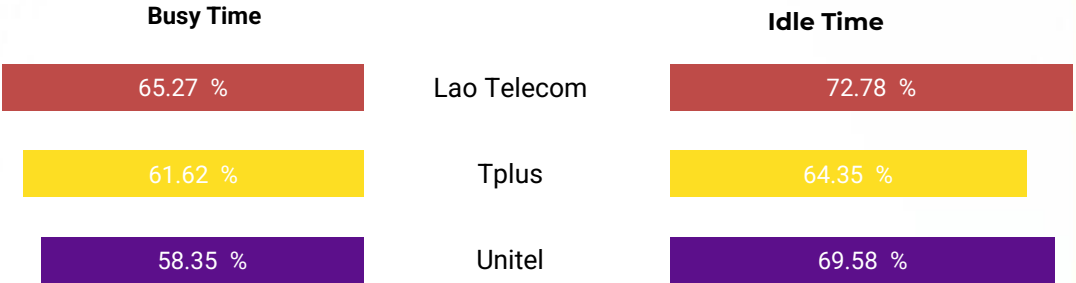 Busy Time
Idle Time
65.27 %
Lao Telecom
72.78 %
61.62 %
Tplus
64.35 %
58.35 %
Unitel
69.58 %